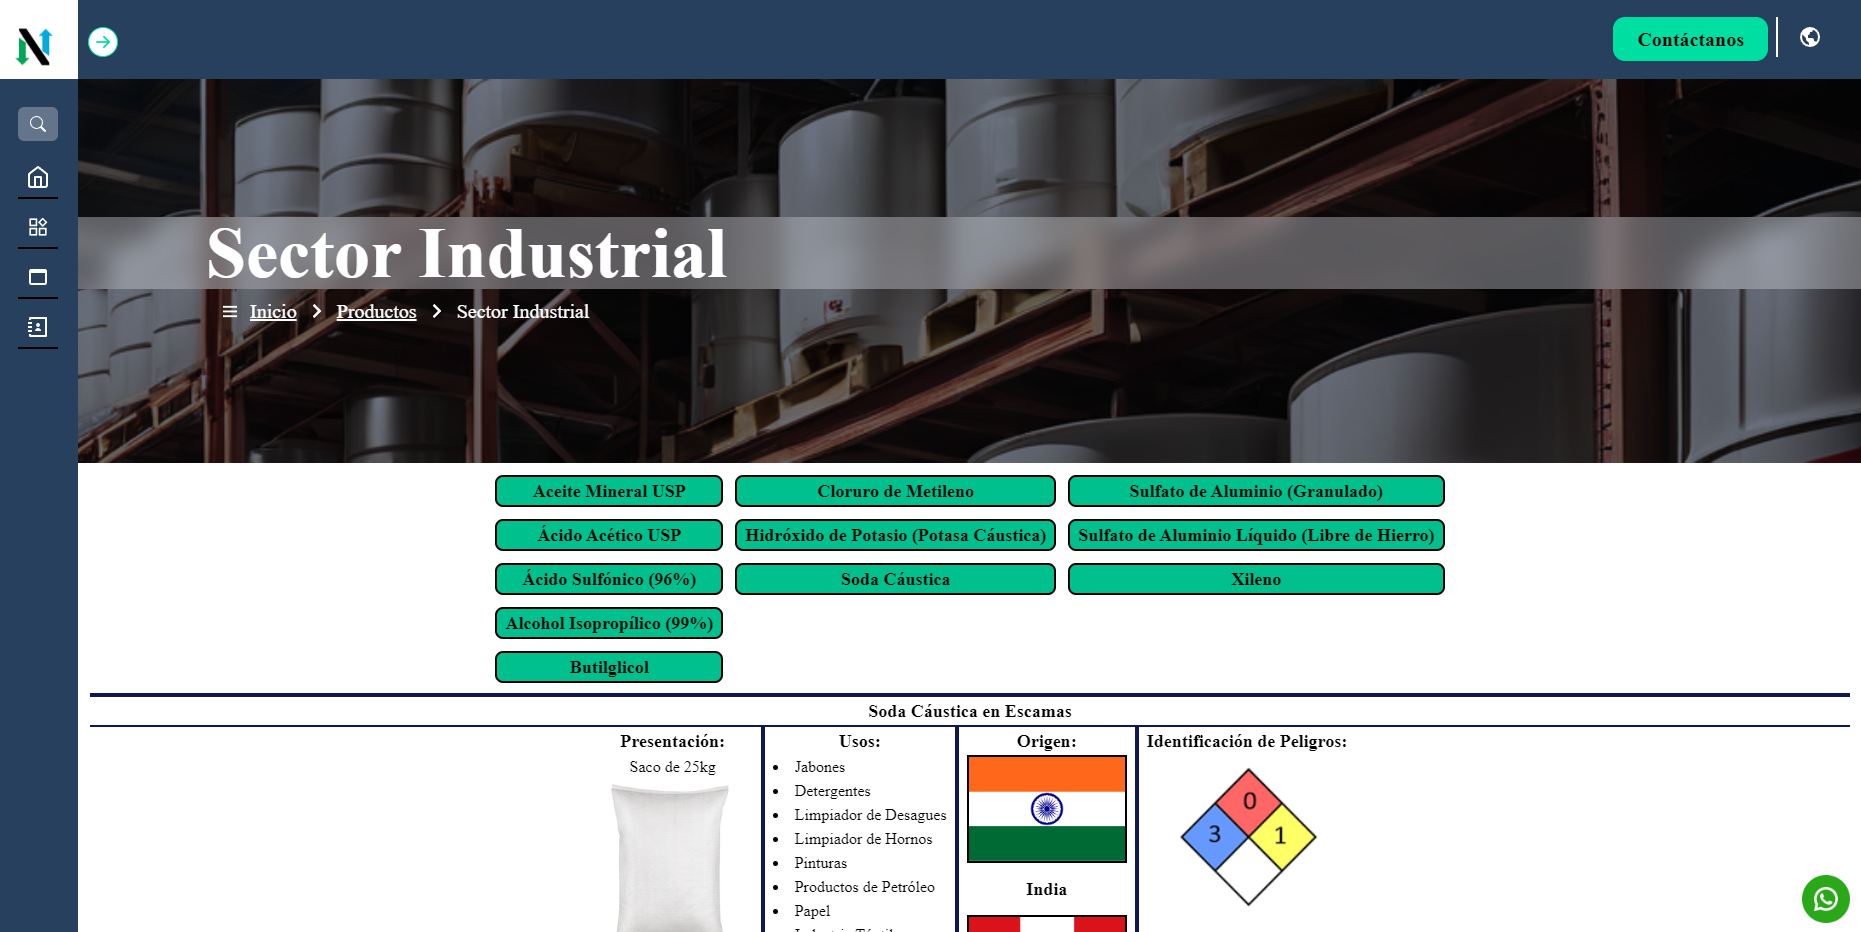 Contáctanos
Sector Industrial
Inicio Productos Sector Industrial
Aceite Mineral USP
Cloruro de Metileno
Sulfato de Aluminio (Granulado)
Ácido Acético USP
Hidróxido de Potasio (Potasa Cáustica)
Sulfato de Aluminio Líquido (Libre de Hierro)
Ácido Sulfónico (96%)
Soda Cáustica
Xileno
Alcohol Isopropílico (99%)
Butilglicol
Soda Cáustica en Escamas
Presentación:
Saco de 25kg
Usos:
Jabones
Detergentes
Limpiador de Desagues
Limpiador de Hornos
Pinturas
Productos de Petróleo
Papel
Origen:
India
Identificación de Peligros:
0
3
1